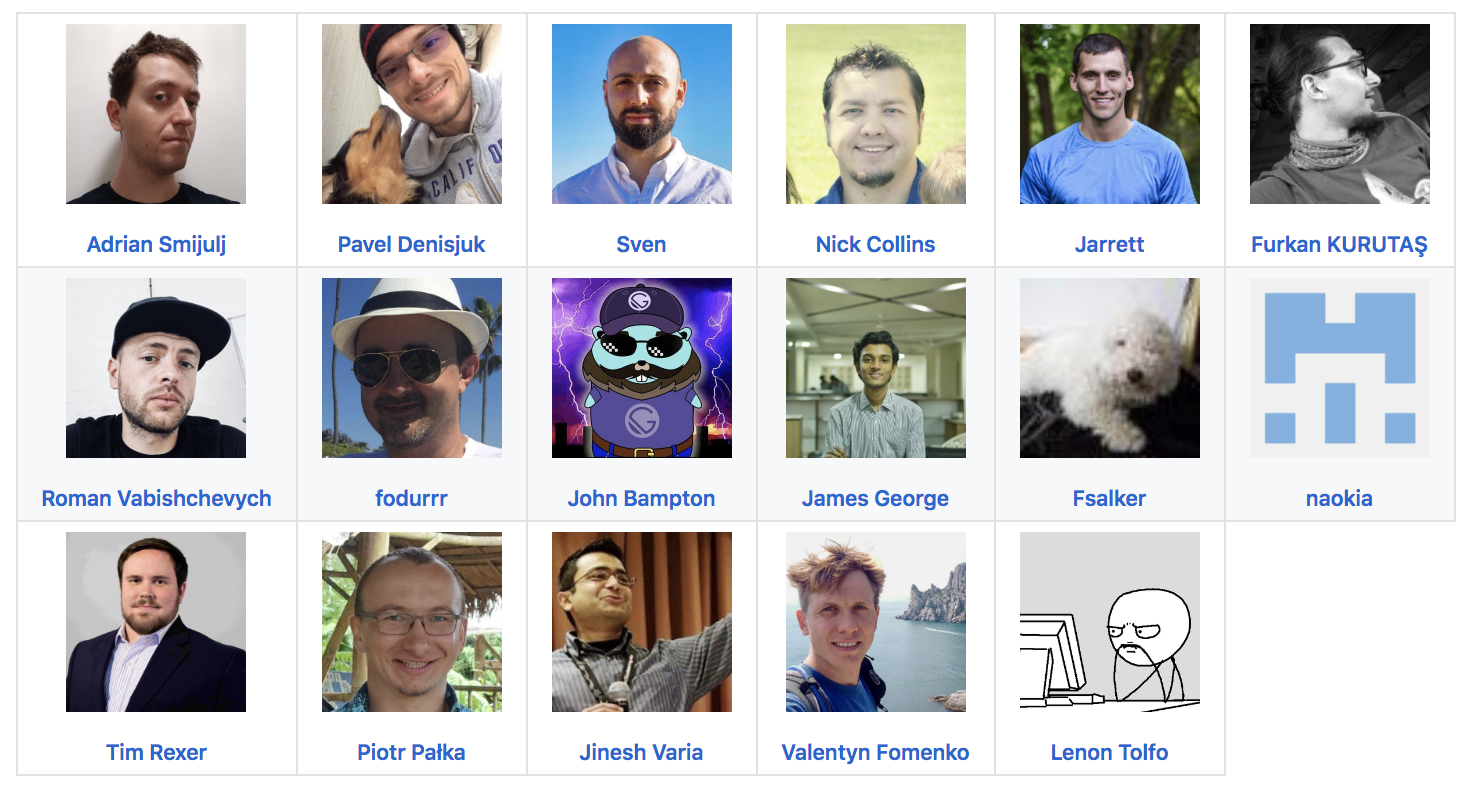 CALIF O
Adrian Smijulj
Pavel Denisjuk
Sven
Nick Collins
Jarrett
Furkan KURUTAŞ
G
G
Roman Vabishchevych
fodurrr
John Bampton
James George
Fsalker
naokia
Tim Rexer
Piotr Pałka
Jinesh Varia
Valentyn Fomenko
Lenon Tolfo